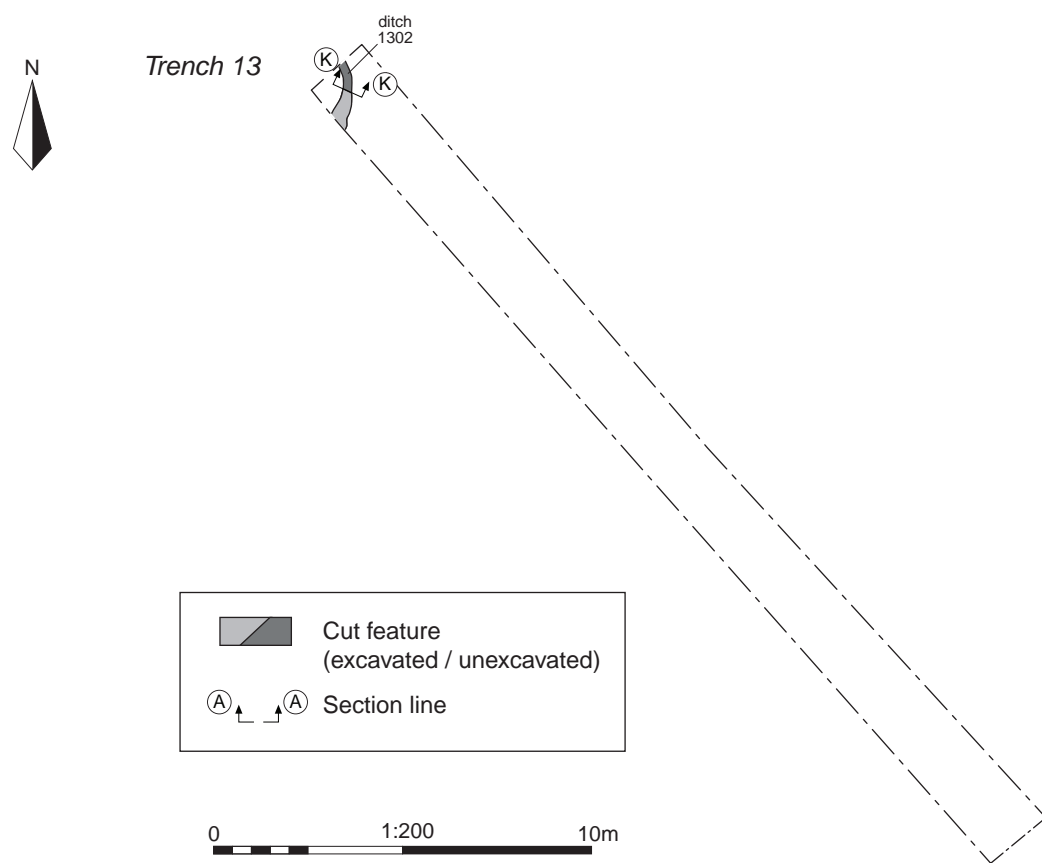 ditch
1302
Trench 13
N
K
K
Cut feature
(excavated / unexcavated)
A
A
Section line
0
1:200
10m